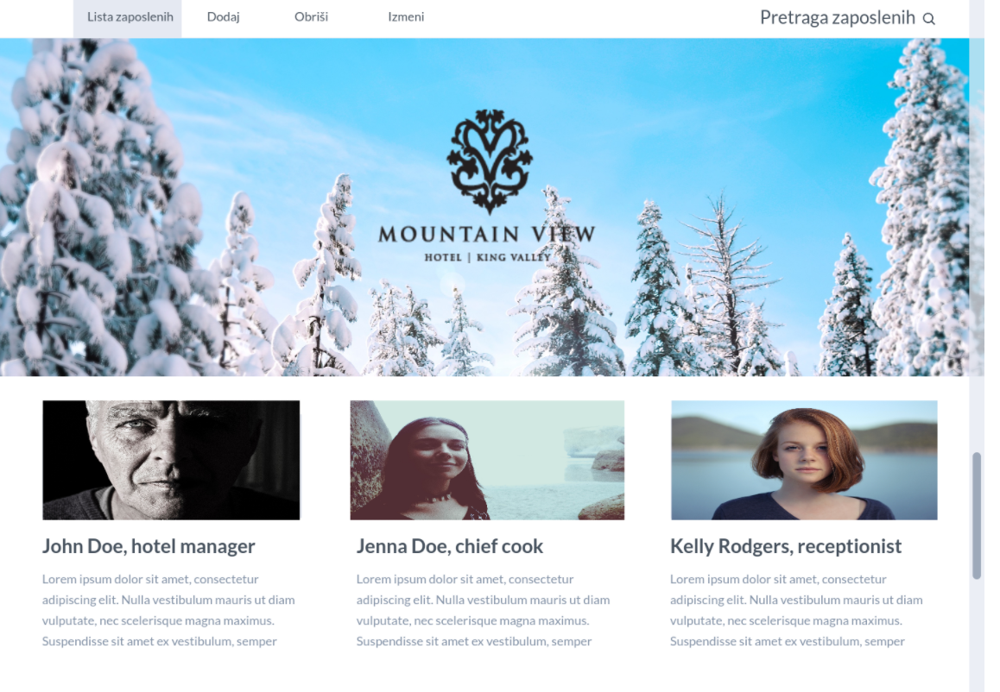 Lista zaposlenih Dodaj Obriši Izmeni Pretraga zaposlenih
MOUNTAIN VIEW
HOTEL | KING VALLEY
John Doe, hotel manager
Lorem ipsum dolor sit amet, consectetur
adipiscing elit. Nulla vestibulum mauris ut diam
vulputate, nec scelerisque magna maximus.
Suspendisse sit amet ex vestibulum, semper
Jenna Doe, chief cook
Lorem ipsum dolor sit amet, consectetur
adipiscing elit. Nulla vestibulum mauris ut diam
vulputate, nec scelerisque magna maximus.
Suspendisse sit amet ex vestibulum, semper
Kelly Rodgers, receptionist
Lorem ipsum dolor sit amet, consectetur
adipiscing elit. Nulla vestibulum mauris ut diam
vulputate, nec scelerisque magna maximus.
Suspendisse sit amet ex vestibulum, semper